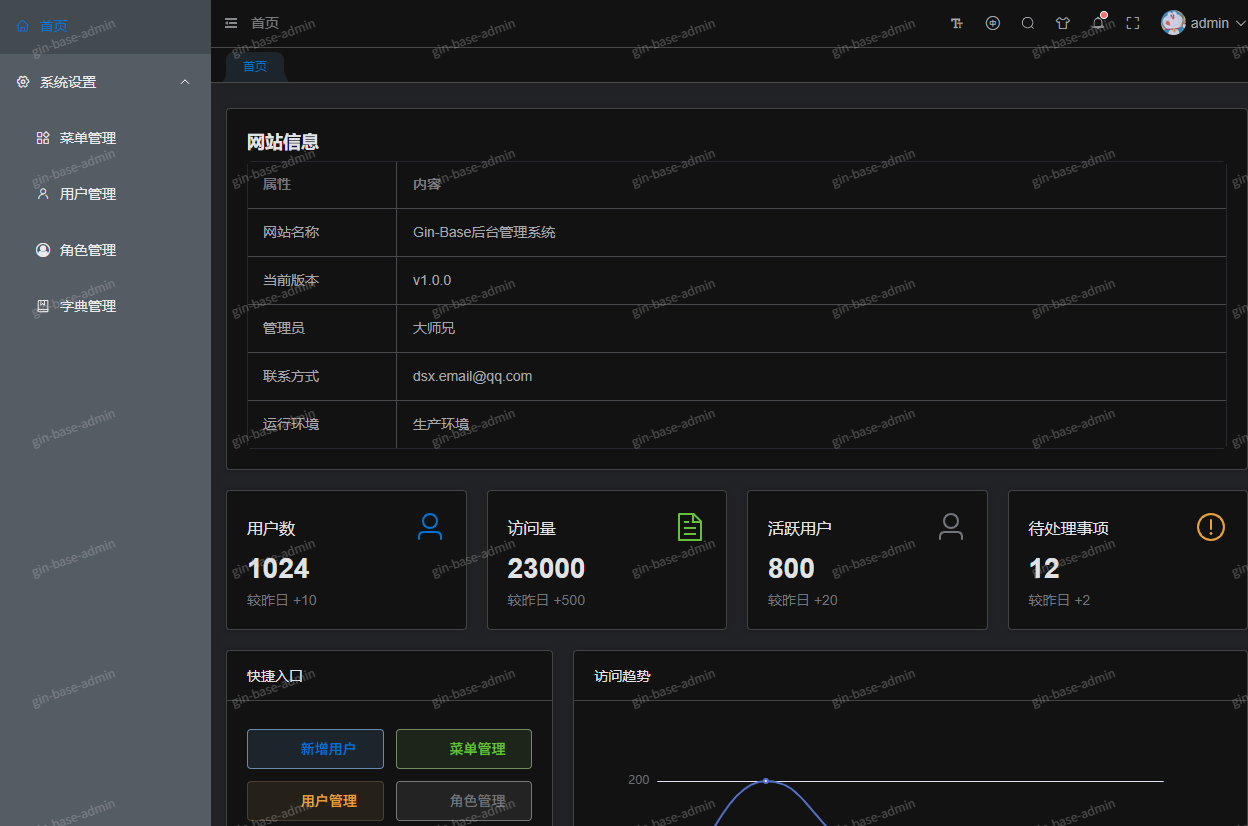 首页
系统设置
菜单管理
用户管理
角色管理
字典管理
首页
admin
首页
网站信息
属性 内容
网站名称 Gin-Base后台管理系统
当前版本 v1.0.0
管理员 大师兄
联系方式 dsx.email@qq.com
运行环境 生产环境
用户数
1024
较昨日 +10
访问量
23000
较昨日 +500
活跃用户
800
较昨日 +20
待处理事项
12
较昨日 +2
快捷入口
新增用户 菜单管理
用户管理 角色管理
访问趋势
200
gin-base-admin